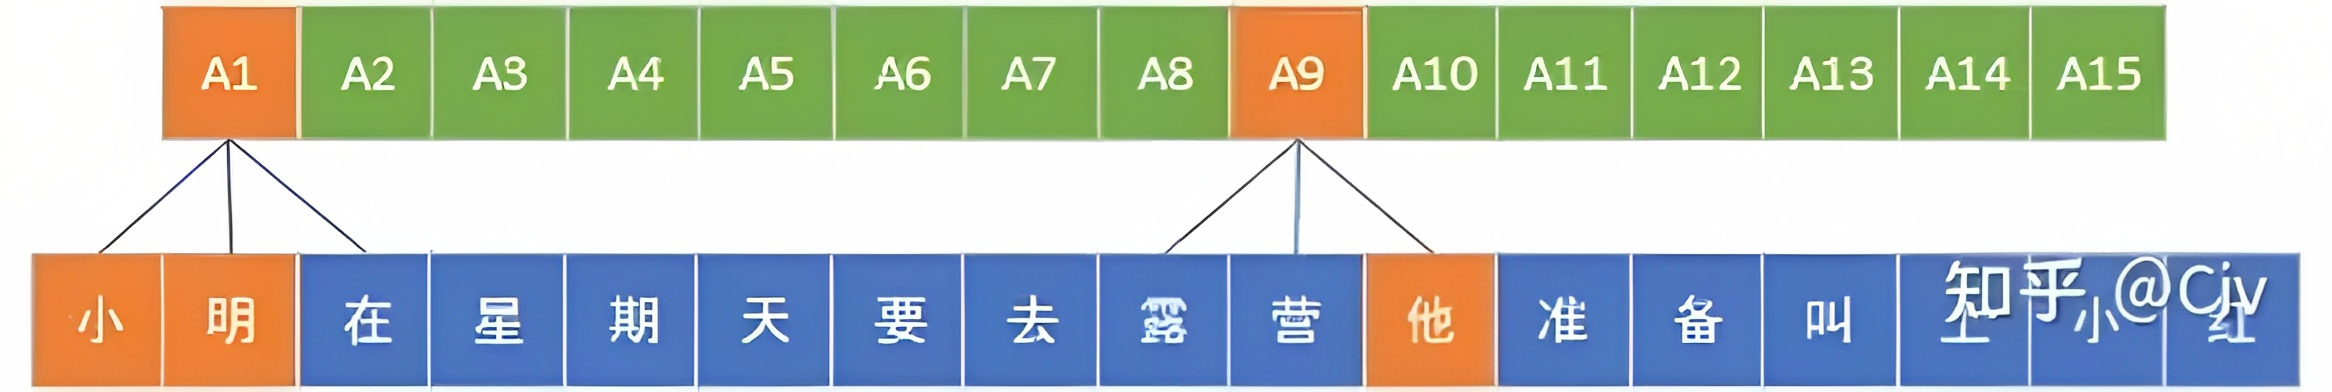 A1 A2 A3 A4 A5 A6 A7 A8 A9 A10 A11 A12 A13 A14 A15
小 明 在 星 期 天 要 去 露 营 他 准 备 叫 上 小 红
知乎 @Cjv